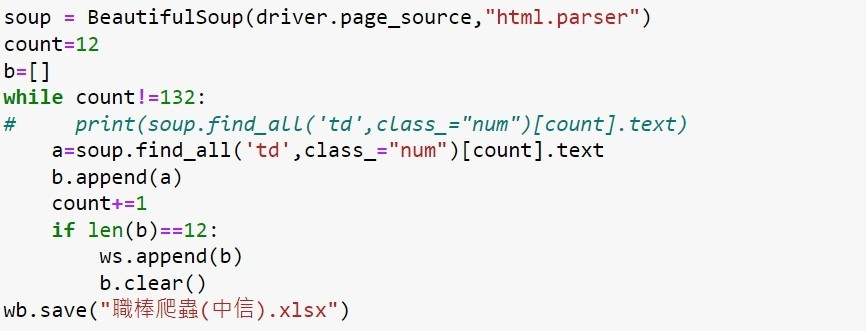 soup = BeautifulSoup(driver.page_source,"html.parser")
count=12
b=[]
while count!=132:
#     print(soup.find_all('td',class_="num")[count].text)
    a=soup.find_all('td',class_="num")[count].text
    b.append(a)
    count+=1
    if len(b)==12:
        ws.append(b)
        b.clear()
wb.save("職棒爬蟲(中信).xlsx")